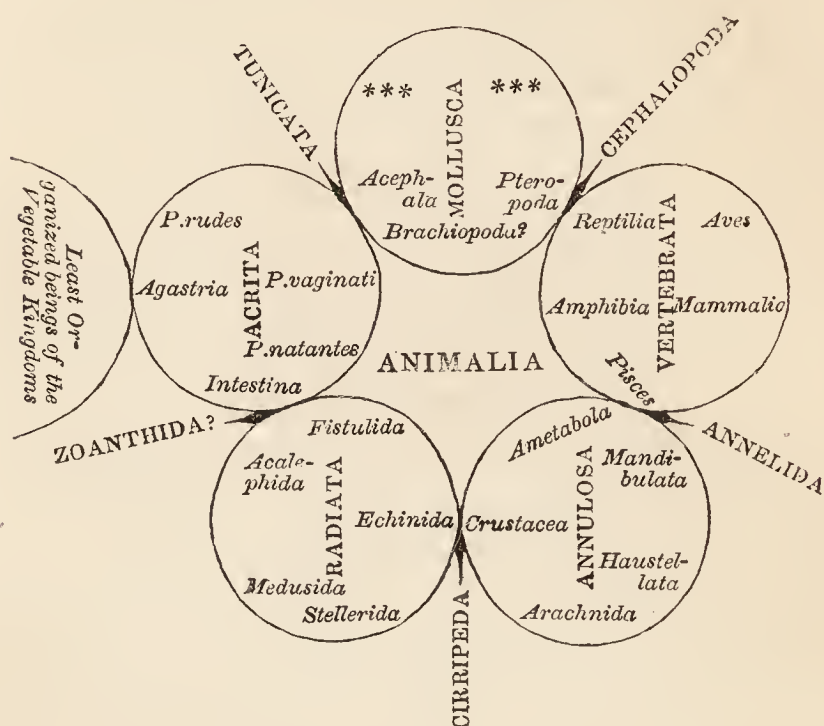 TUNICATA
CEPHALOPODA
*** ***
MOLLUSCA
Aceph-
ala
Ptero-
poda
Brachiopoda?
Least Or-
ganized beings of the
Vegetable Kingdoms
P.rudes
Agastria
ACRITA
P.vaginati
P.natantes
Intestina
Reptilia
Aves
VERTEBRATA
Amphibia
Mammalia
Pisces
ANIMALIA
ZOANTHIDA?
ANNELIDA
Fistulida
Acale-
phida
RADIATA
Echinida
Medusida
Stellerida
Ametabola
Mandi-
bulata
ANNULOSA
Crustacea
Haustel-
lata
Arachnida
CIRRIPEDA